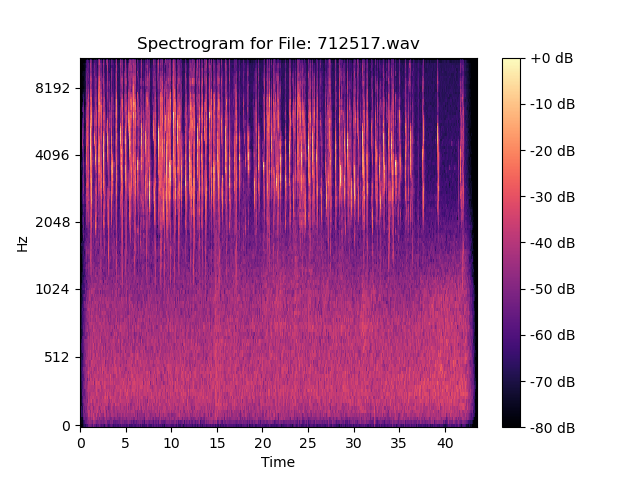 Spectrogram for File: 712517.wav
Hz
8192
4096
2048
1024
512
0
0 5 10 15 20 25 30 35 40
Time
+0 dB
-10 dB
-20 dB
-30 dB
-40 dB
-50 dB
-60 dB
-70 dB
-80 dB